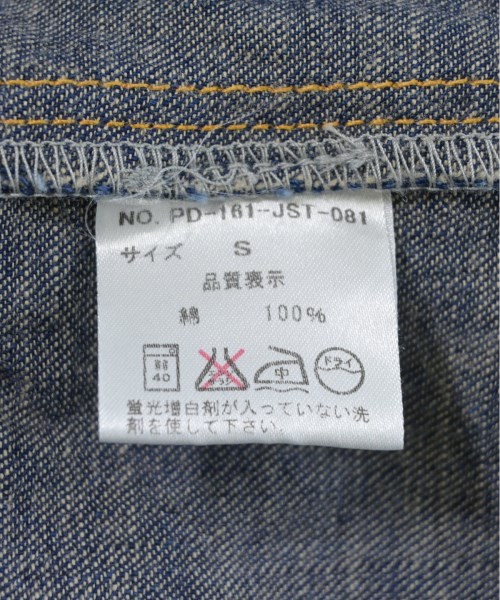 NO. PD-161-JST-081
サイズ S
品質表示
綿 100%
40 中 ドライ
蛍光増白剤が入っていない洗
剤を使して下さい。